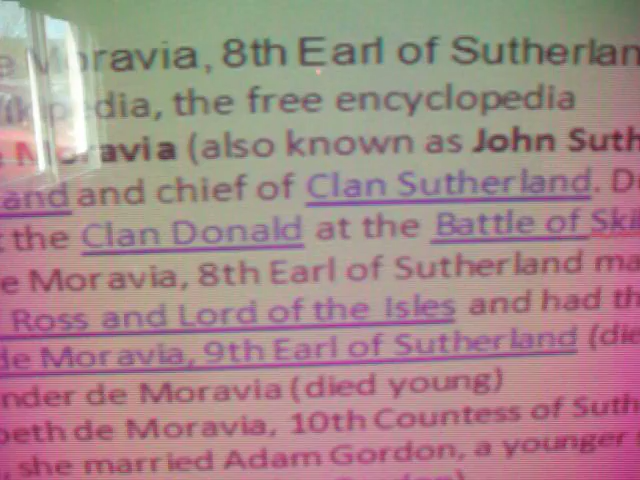 Moravia, 8th Earl of Sutherlan
dia, the free encyclopedia
avia (also known as John Suth
and and chief of Clan Sutherland. D
the Clan Donald at the Battle of Ski
e Moravia, 8th Earl of Sutherland ma
Ross and Lord of the Isles and had th
de Moravia, 9th Earl of Sutherland (die
nder de Moravia (died young)
beth de Moravia, 10th Countess of Suth
, she married Adam Gordon, a younger